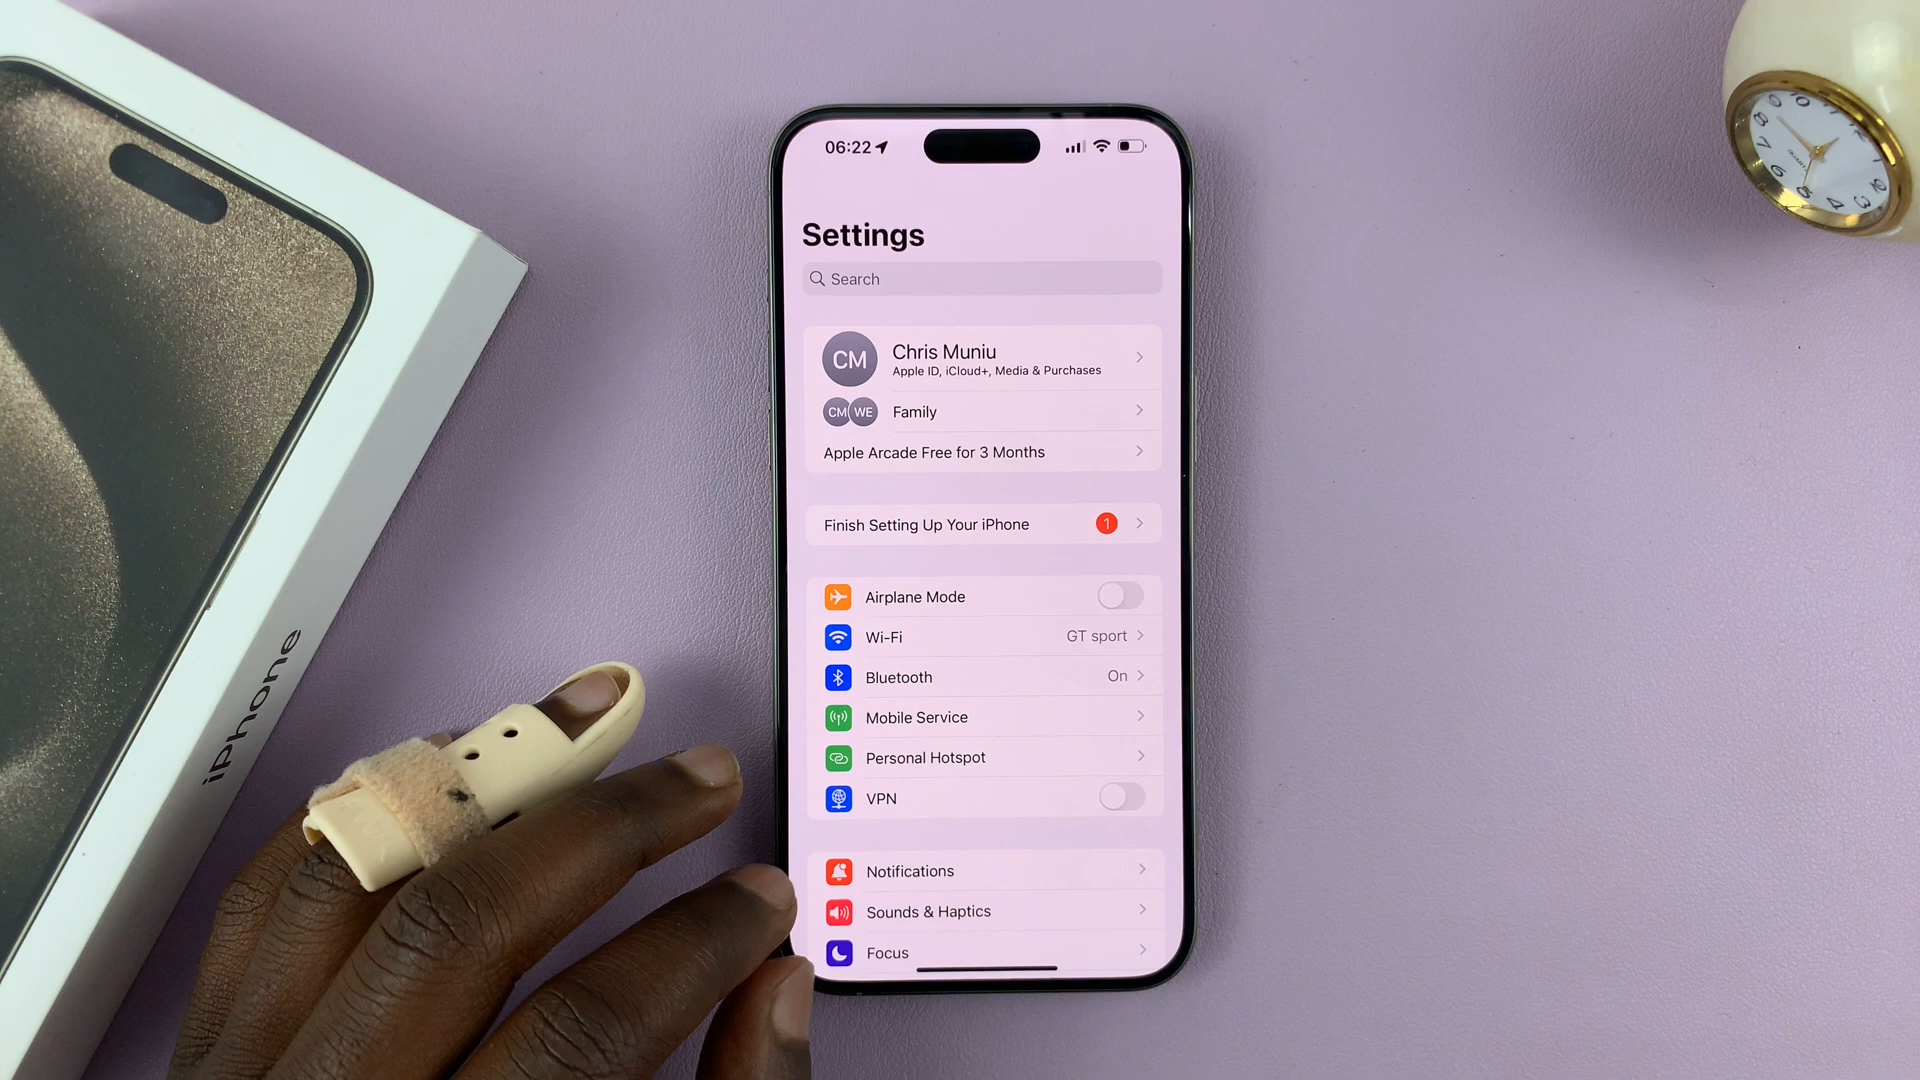 iPhone
06:22
Settings
Search
CM
Chris Muniu
Apple ID, iCloud+, Media & Purchases
CM WE Family
Apple Arcade Free for 3 Months
Finish Setting Up Your iPhone 1
Airplane Mode
Wi-Fi GT sport
Bluetooth On
Mobile Service
Personal Hotspot
VPN
Notifications
Sounds & Haptics
Focus